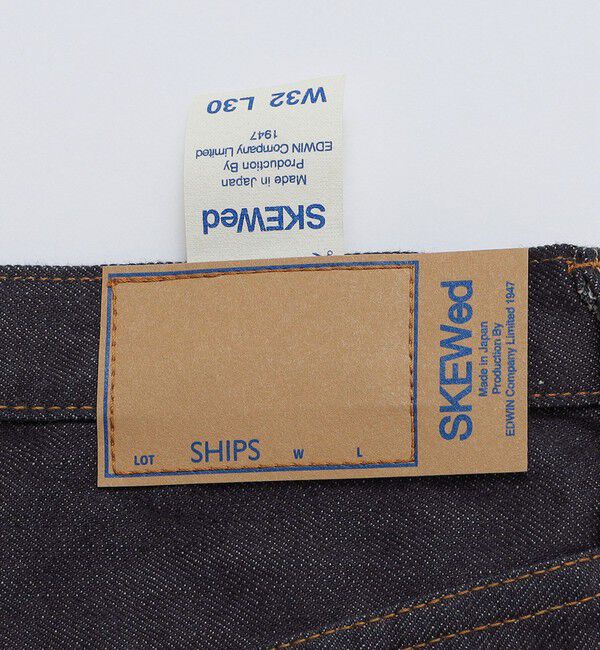 SKEWed
Made in Japan
Production By
EDWIN Company Limited
1947
W32 L30
LOT SHIPS W L
SKEWed
Made in Japan
Production By
EDWIN Company Limited 1947